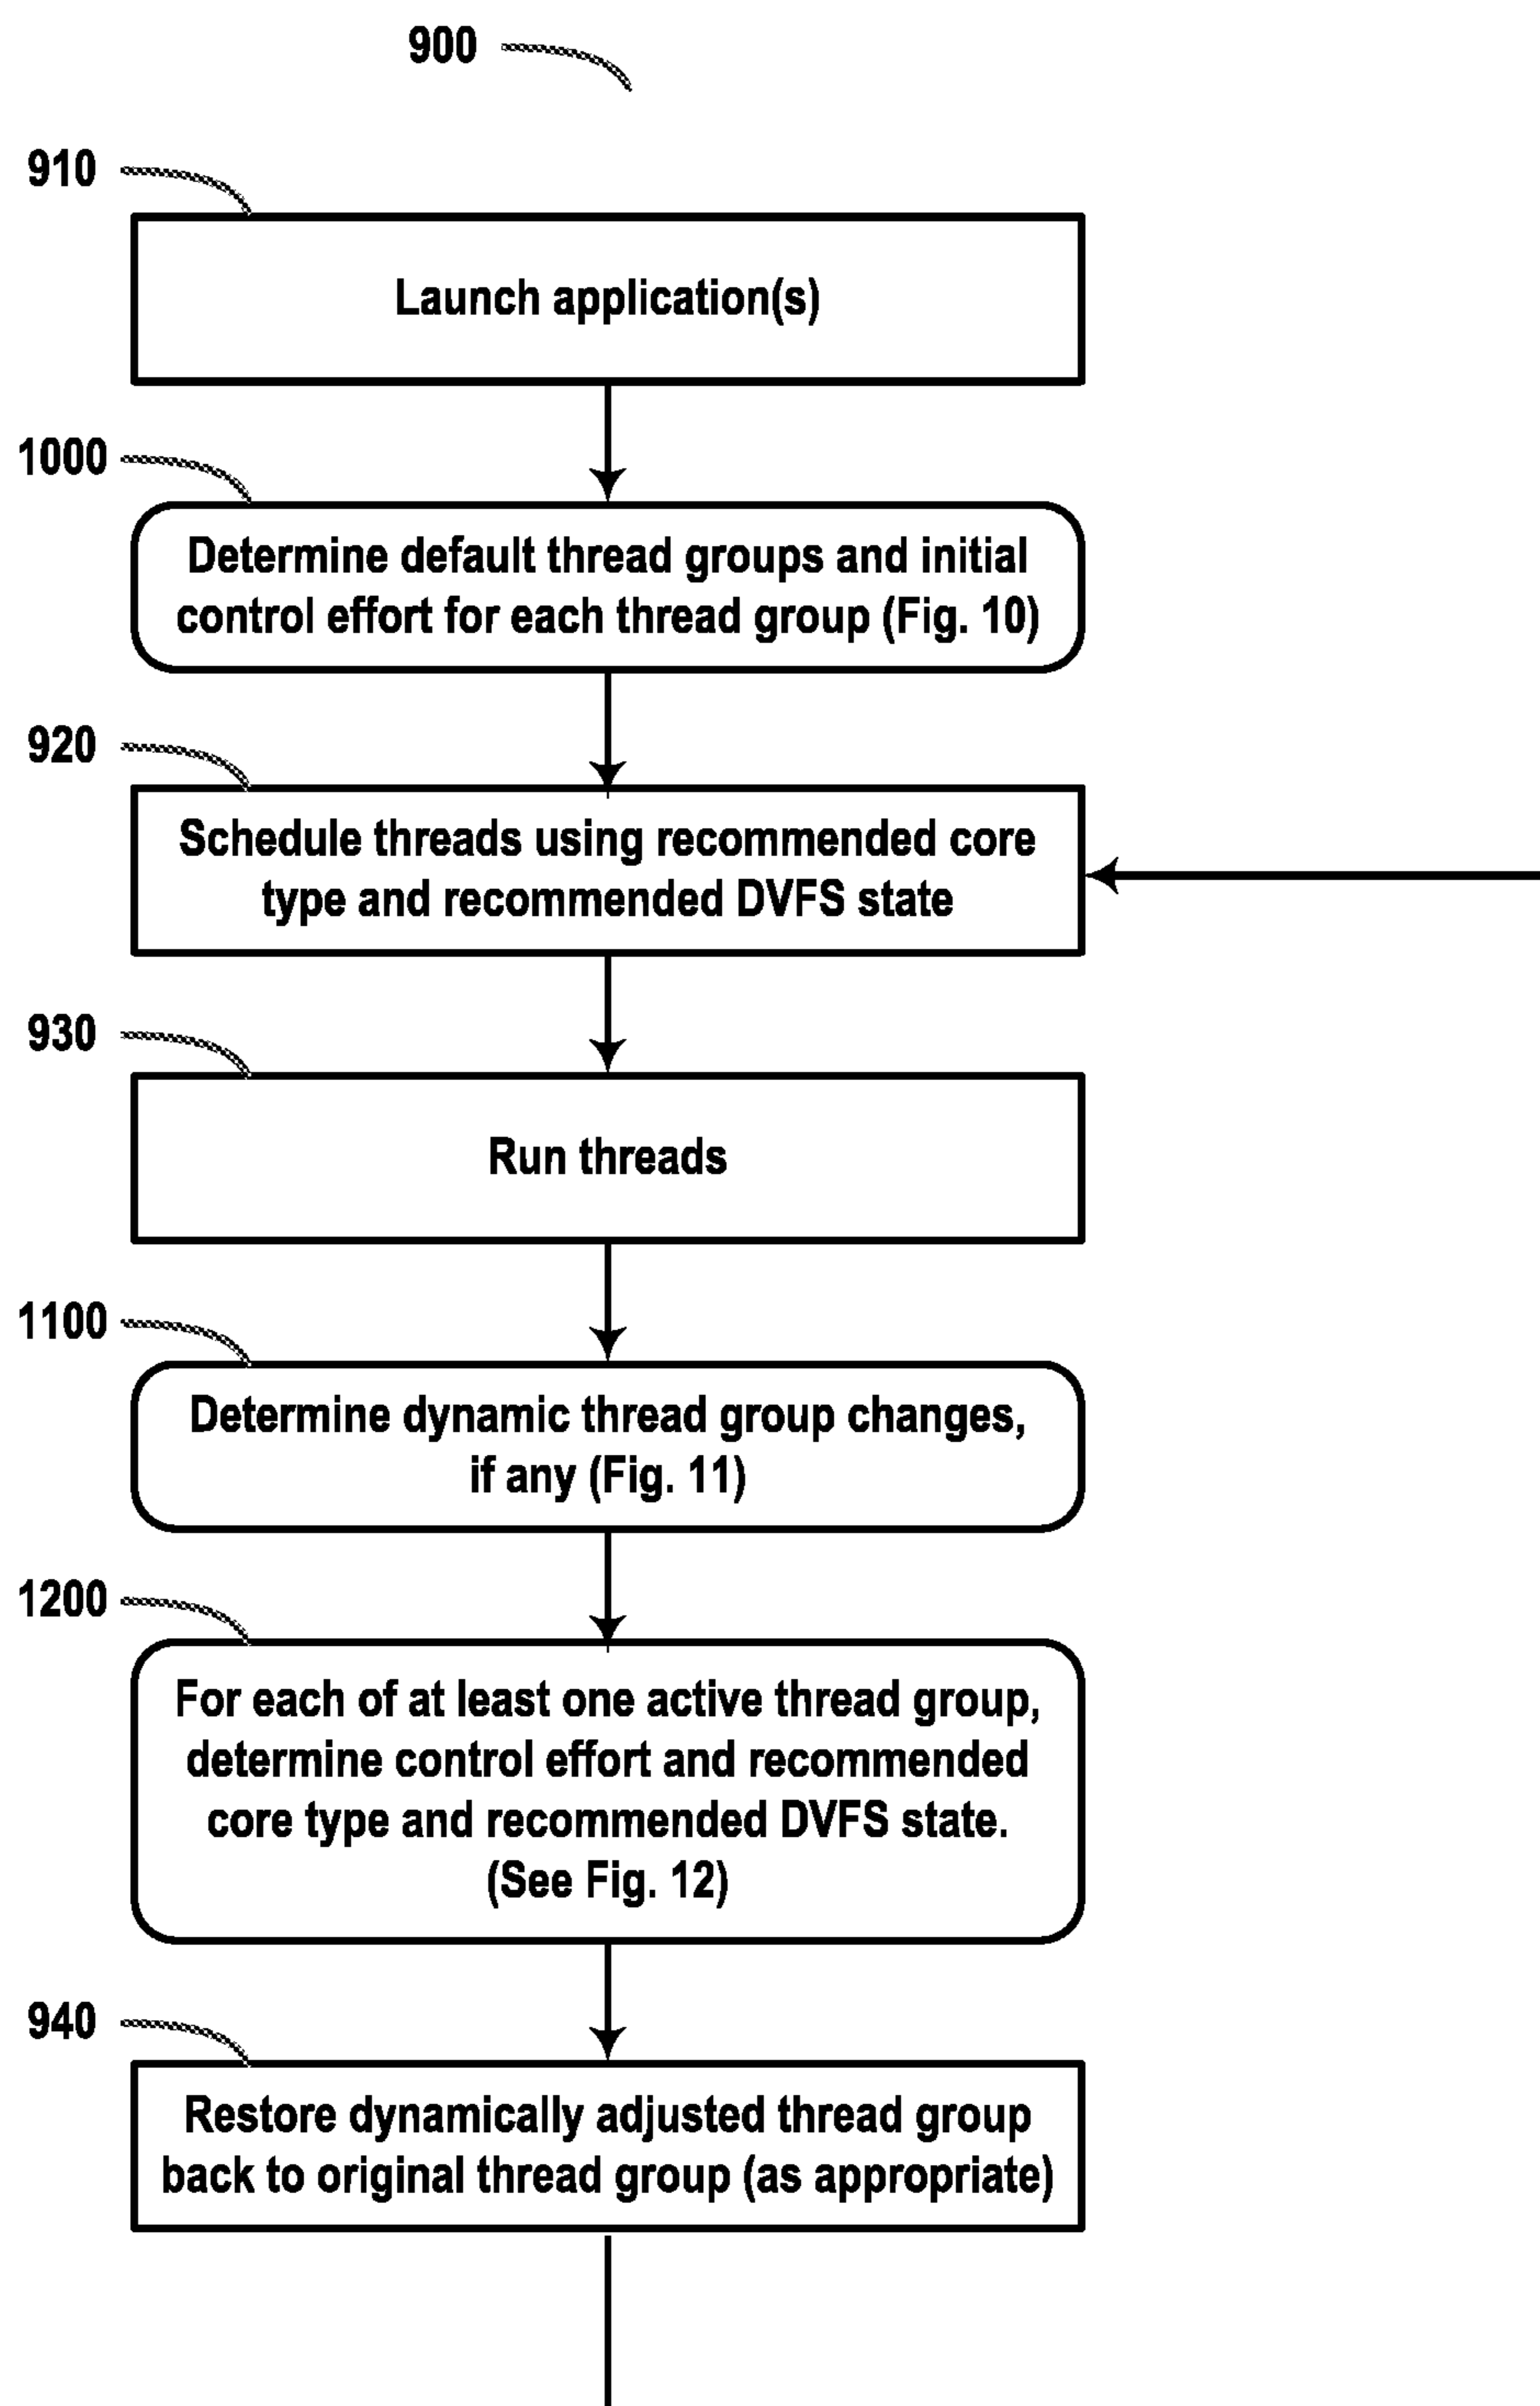 900
910
Launch application(s)
1000
Determine default thread groups and initial
control effort for each thread group (Fig. 10)
920
Schedule threads using recommended core
type and recommended DVFS state
930
Run threads
1100
Determine dynamic thread group changes,
if any (Fig. 11)
1200
For each of at least one active thread group,
determine control effort and recommended
core type and recommended DVFS state.
(See Fig. 12)
940
Restore dynamically adjusted thread group
back to original thread group (as appropriate)